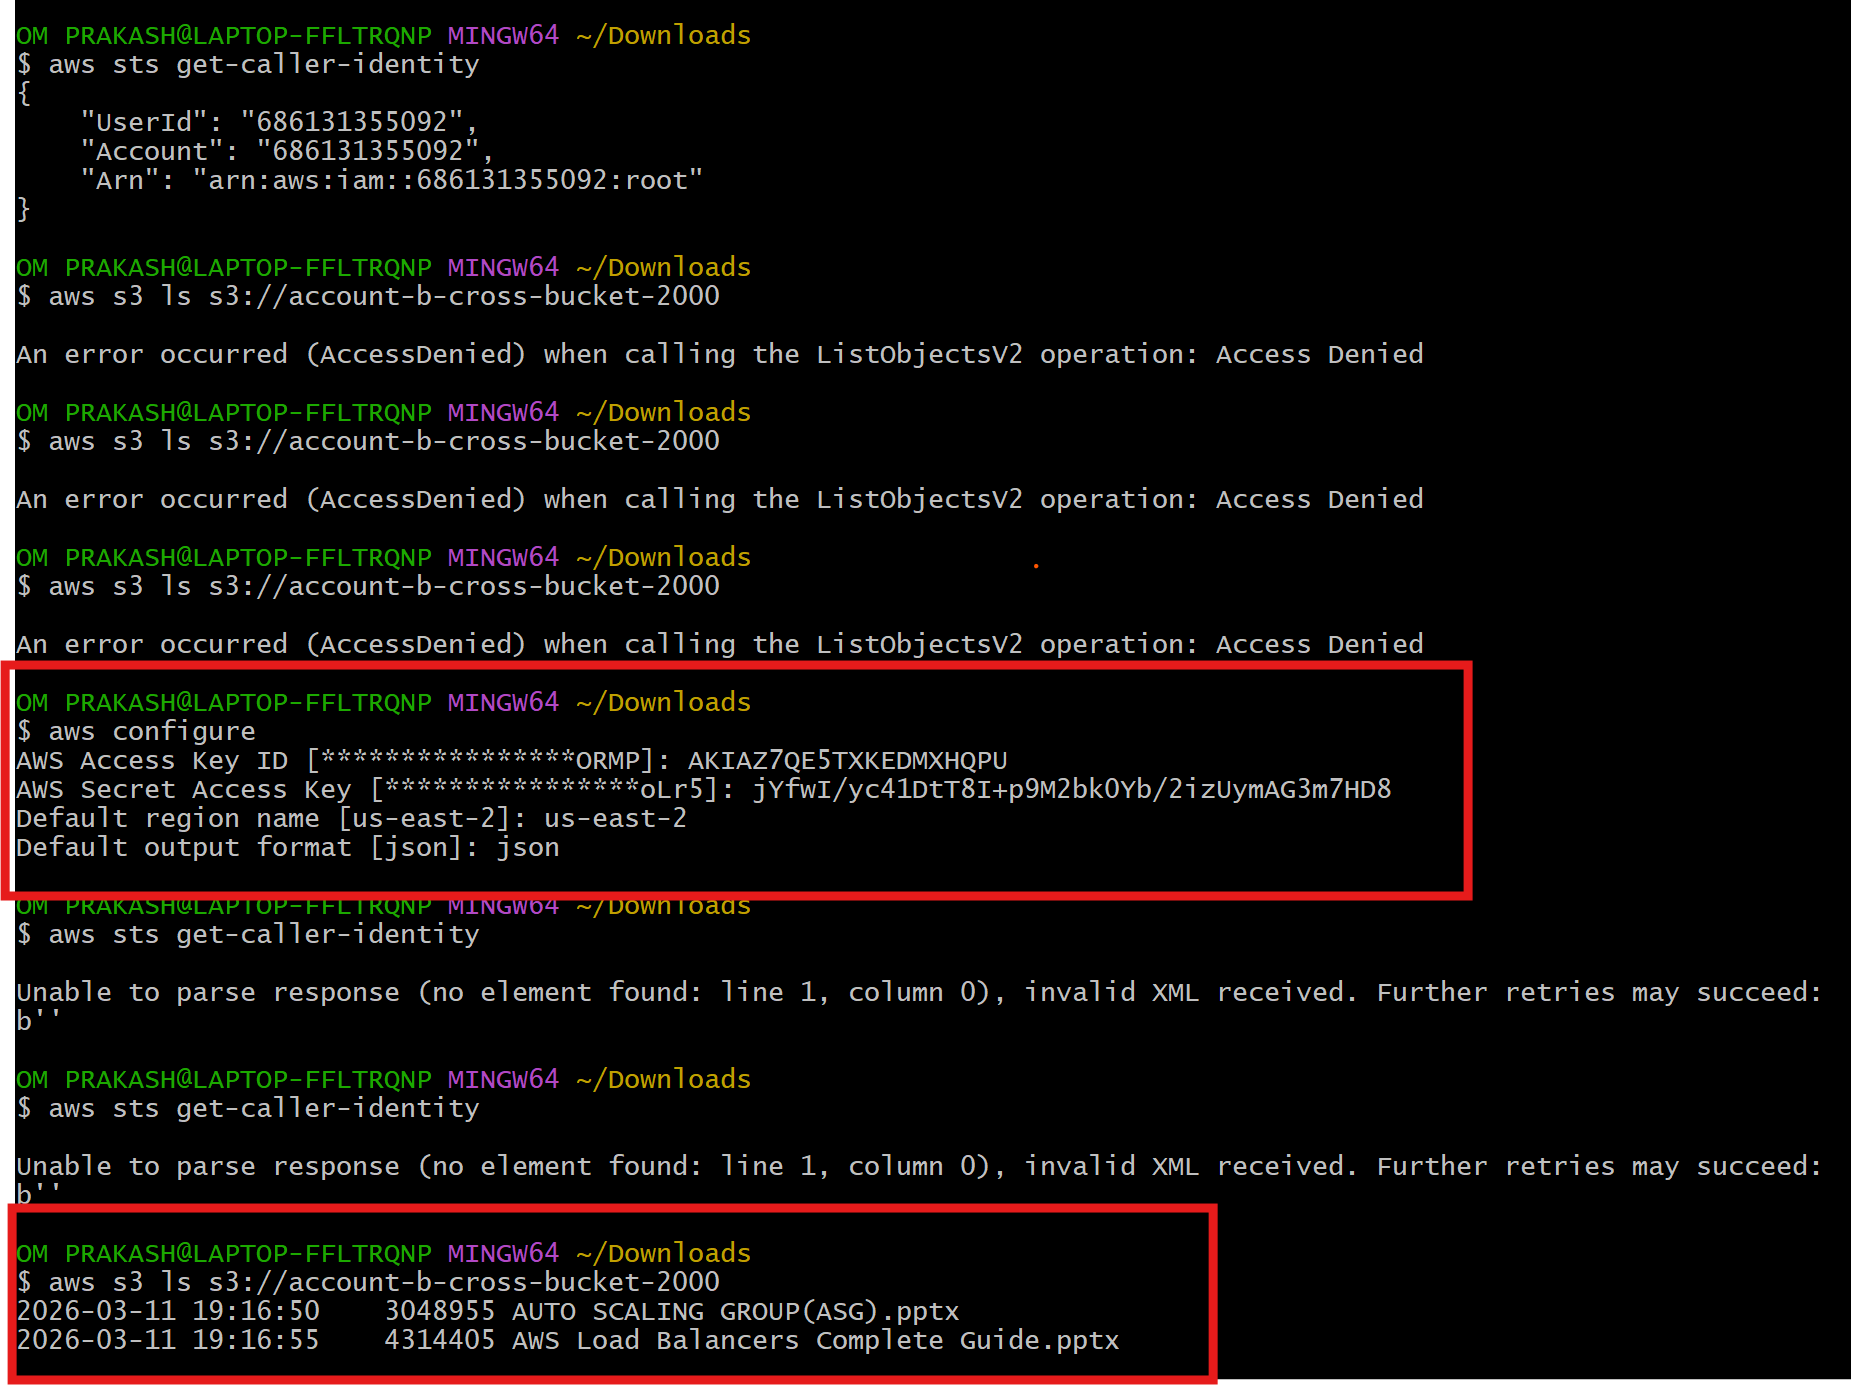 OM PRAKASH@LAPTOP-FFLTRQNP MINGW64 ~/Downloads
$ aws sts get-caller-identity
{
    "UserId": "686131355092",
    "Account": "686131355092",
    "Arn": "arn:aws:iam::686131355092:root"
}
OM PRAKASH@LAPTOP-FFLTRQNP MINGW64 ~/Downloads
$ aws s3 ls s3://account-b-cross-bucket-2000
An error occurred (AccessDenied) when calling the ListObjectsV2 operation: Access Denied
OM PRAKASH@LAPTOP-FFLTRQNP MINGW64 ~/Downloads
$ aws s3 ls s3://account-b-cross-bucket-2000
An error occurred (AccessDenied) when calling the ListObjectsV2 operation: Access Denied
OM PRAKASH@LAPTOP-FFLTRQNP MINGW64 ~/Downloads
$ aws s3 ls s3://account-b-cross-bucket-2000
An error occurred (AccessDenied) when calling the ListObjectsV2 operation: Access Denied
OM PRAKASH@LAPTOP-FFLTRQNP MINGW64 ~/Downloads
$ aws configure
AWS Access Key ID [****************ORMP]: AKIAZ7QE5TXKEDMXHQPU
AWS Secret Access Key [****************oLr5]: 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
Default region name [us-east-2]: us-east-2
Default output format [json]: json
OM PRAKASH@LAPTOP-FFLTRQNP MINGW64 ~/Downloads
$ aws sts get-caller-identity
Unable to parse response (no element found: line 1, column 0), invalid XML received. Further retries may succeed:
b''
OM PRAKASH@LAPTOP-FFLTRQNP MINGW64 ~/Downloads
$ aws sts get-caller-identity
Unable to parse response (no element found: line 1, column 0), invalid XML received. Further retries may succeed:
b''
OM PRAKASH@LAPTOP-FFLTRQNP MINGW64 ~/Downloads
$ aws s3 ls s3://account-b-cross-bucket-2000
2026-03-11 19:16:50    3048955 AUTO SCALING GROUP(ASG).pptx
2026-03-11 19:16:55    4314405 AWS Load Balancers Complete Guide.pptx